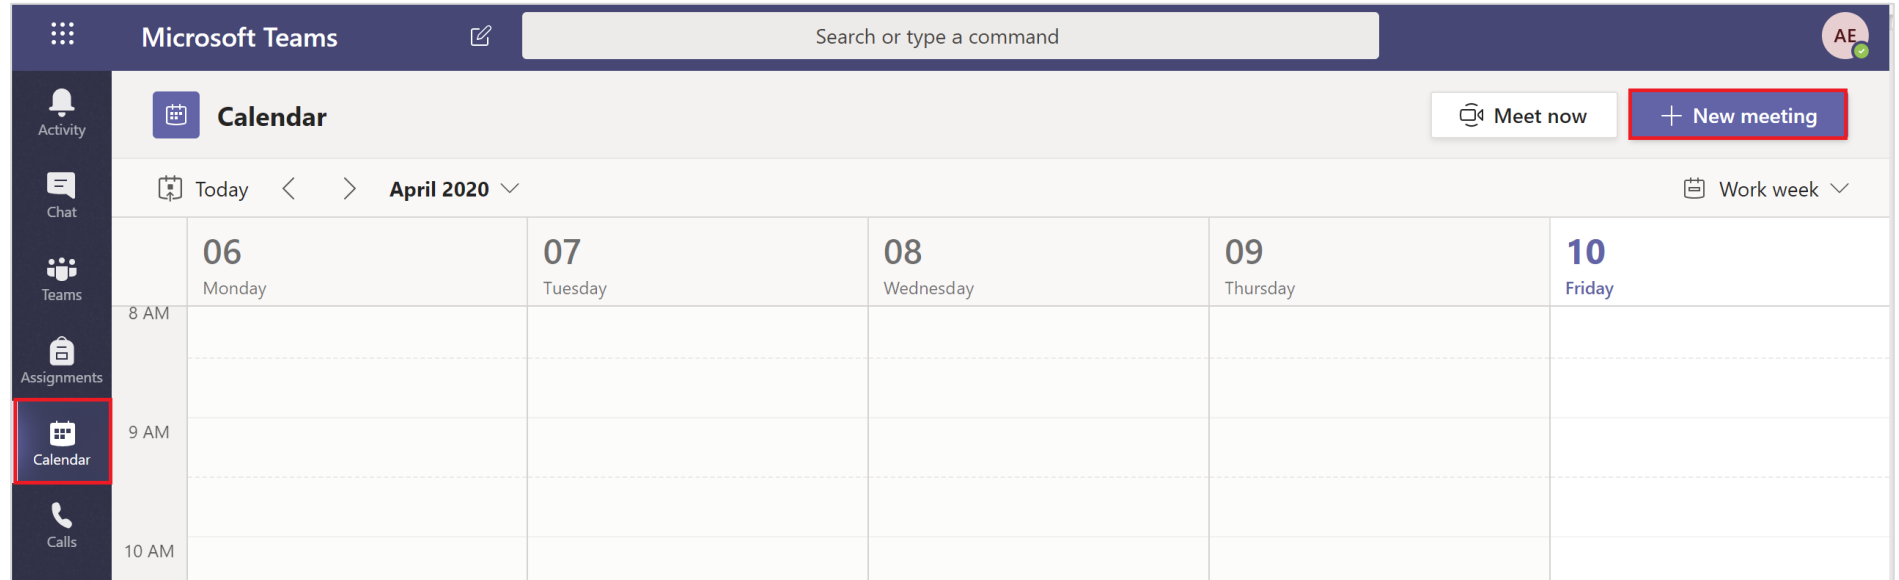 Microsoft Teams
Search or type a command
AE
Activity
Chat
Teams
Assignments
Calendar
Calls
Calendar
Meet now
New meeting
Today
April 2020
Work week
06
Monday
07
Tuesday
08
Wednesday
09
Thursday
10
Friday
8 AM
9 AM
10 AM